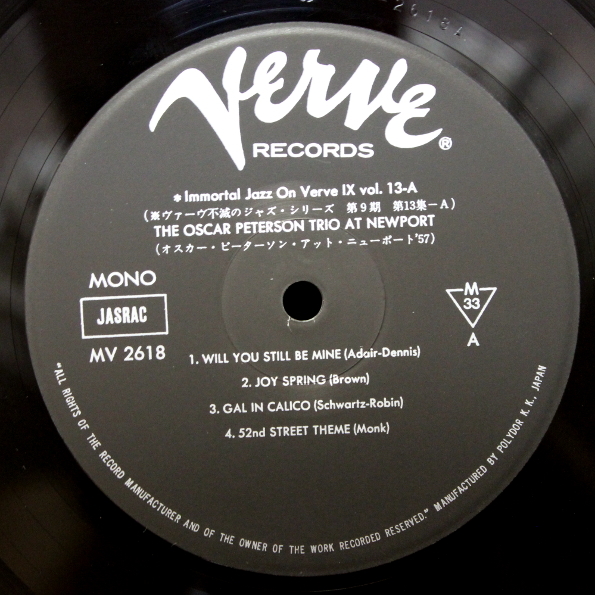 Verve
RECORDS ®
* Immortal Jazz On Verve IX vol. 13-A
(※ヴァーヴ不滅のジャズ・シリーズ 第9期 第13集-A)
THE OSCAR PETERSON TRIO AT NEWPORT
(オスカー・ピーターソン・アット・ニューポート'57)
MONO
JASRAC
MV 2618
M
33
A
1. WILL YOU STILL BE MINE (Adair-Dennis)
2. JOY SPRING (Brown)
3. GAL IN CALICO (Schwartz-Robin)
4. 52nd STREET THEME (Monk)
"ALL RIGHTS OF THE RECORD MANUFACTURER AND OF THE OWNER OF THE WORK RECORDED RESERVED." MANUFACTURED BY POLYDOR K. K., JAPAN